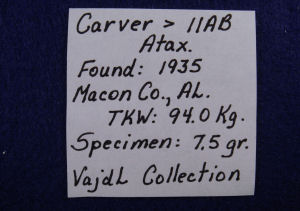 Carver > IIAB
Atax.
Found: 1935
Macon Co., AL.
TKW: 94.0 Kg.
Specimen: 7.5 gr.
Vajdl Collection